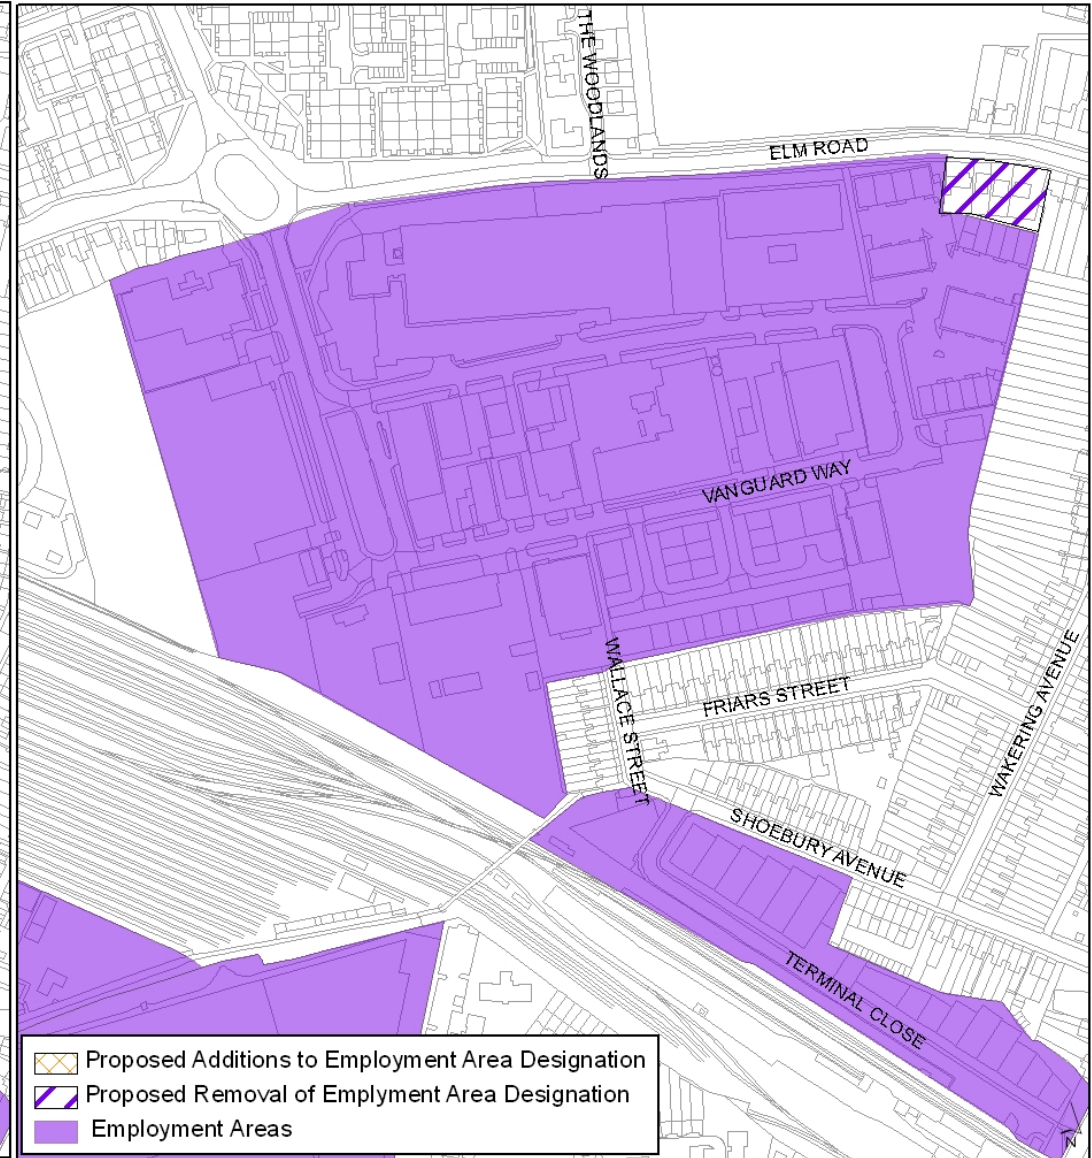 THE WOODLANDS
ELM ROAD
VANGUARD WAY
WALLACE STREET
FRIARS STREET
WAKERING AVENUE
SHOEBURY AVENUE
TERMINAL CLOSE
Proposed Additions to Employment Area Designation
Proposed Removal of Emplyment Area Designation
Employment Areas
N